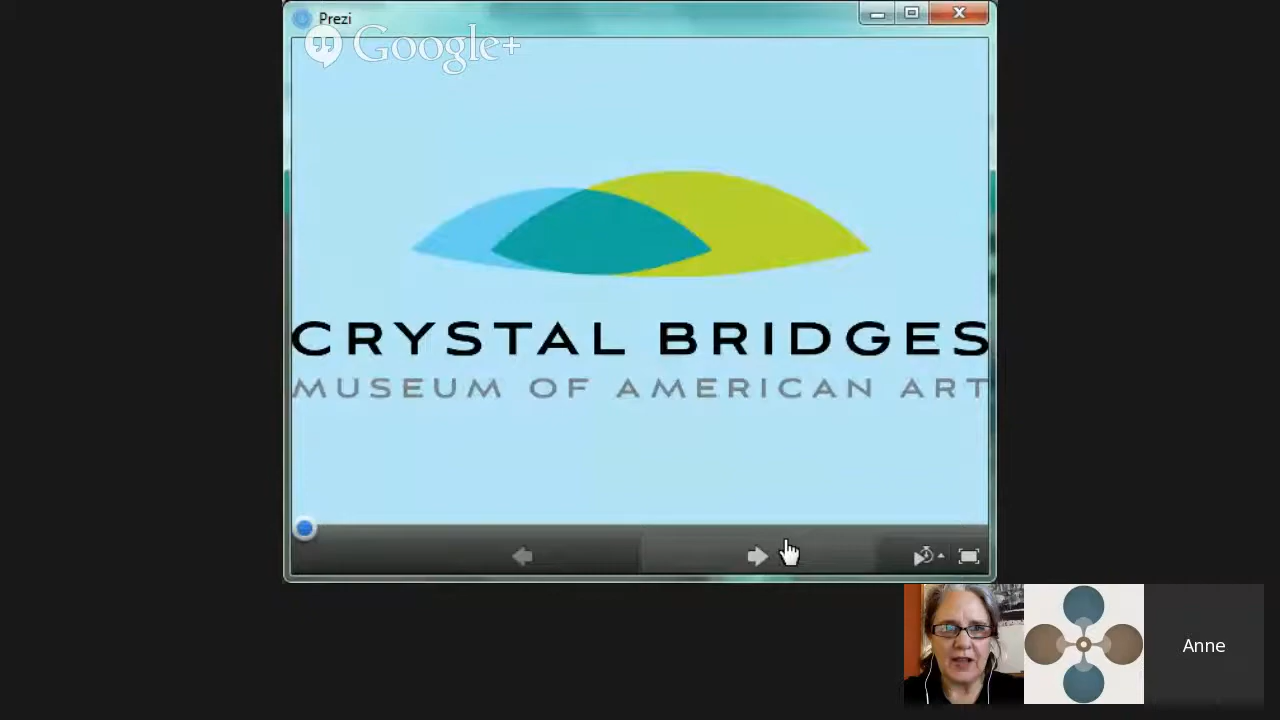 Prezi
Google+
CRYSTAL BRIDGES
MUSEUM OF AMERICAN ART
Anne